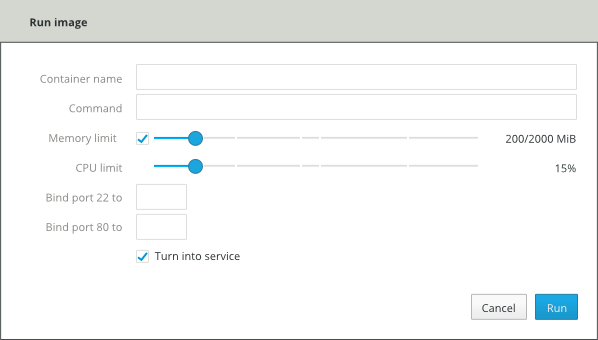 Run image
Container name
Command
Memory limit 200/2000 MiB
CPU limit 15%
Bind port 22 to
Bind port 80 to
Turn into service
Cancel Run